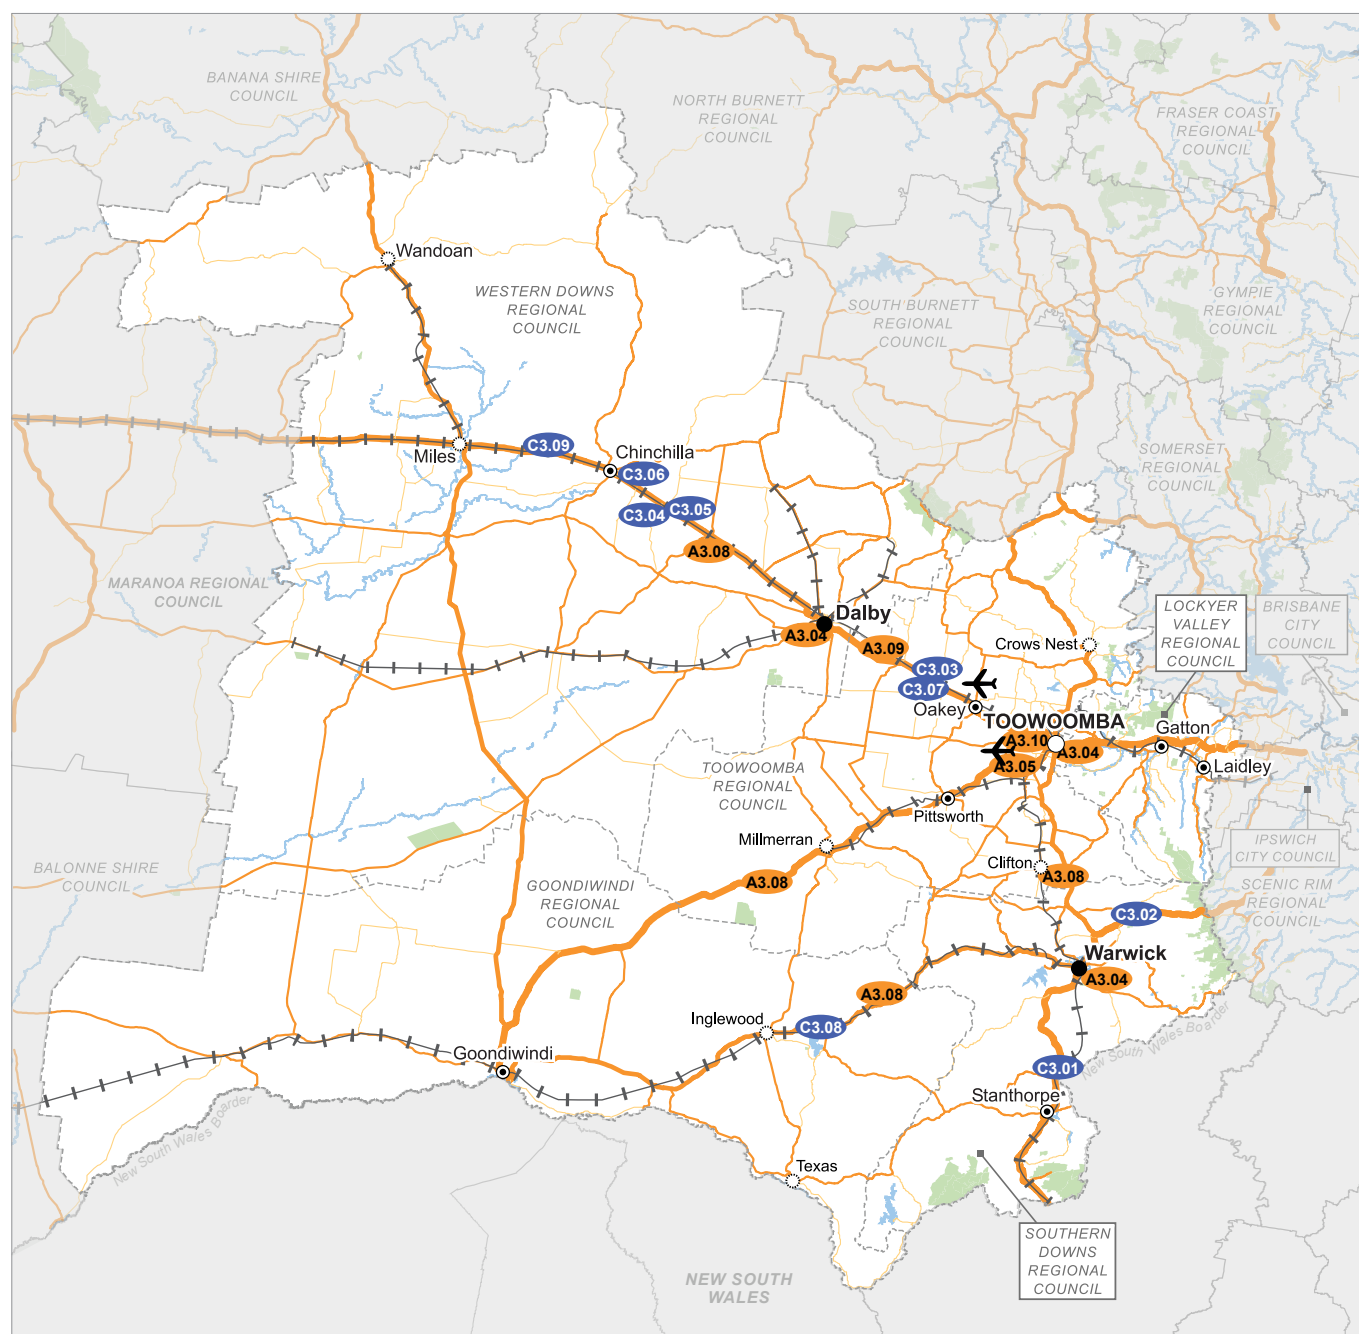 BANANA SHIRE
COUNCIL
NORTH BURNETT
REGIONAL
COUNCIL
FRASER COAST
REGIONAL
COUNCIL
Wandoan
WESTERN DOWNS
REGIONAL
COUNCIL
SOUTH BURNETT
REGIONAL
COUNCIL
GYMPIE
REGIONAL
COUNCIL
Miles
C3.09
Chinchilla
C3.06
C3.04
C3.05
A3.08
SOMERSET
REGIONAL
COUNCIL
MARANOA REGIONAL
COUNCIL
Dalby
A3.04
A3.09
C3.03
C3.07
Oakey
Crows Nest
LOCKYER
VALLEY
REGIONAL
COUNCIL
BRISBANE
CITY
COUNCIL
TOOWOOMBA
A3.10
A3.04
A3.05
Gatton
Laidley
TOOWOOMBA
REGIONAL
COUNCIL
Pittsworth
Millmerran
IPSWICH
CITY COUNCIL
BALONNE SHIRE
COUNCIL
GOONDIWINDI
REGIONAL
COUNCIL
A3.08
Clifton
A3.08
SCENIC RIM
REGIONAL
COUNCIL
C3.02
Warwick
A3.04
A3.08
Inglewood
C3.08
Goondiwindi
New South Wales Boarder
C3.01
Stanthorpe
New South Wales Boarder
Texas
SOUTHERN
DOWNS
REGIONAL
COUNCIL
NEW SOUTH
WALES